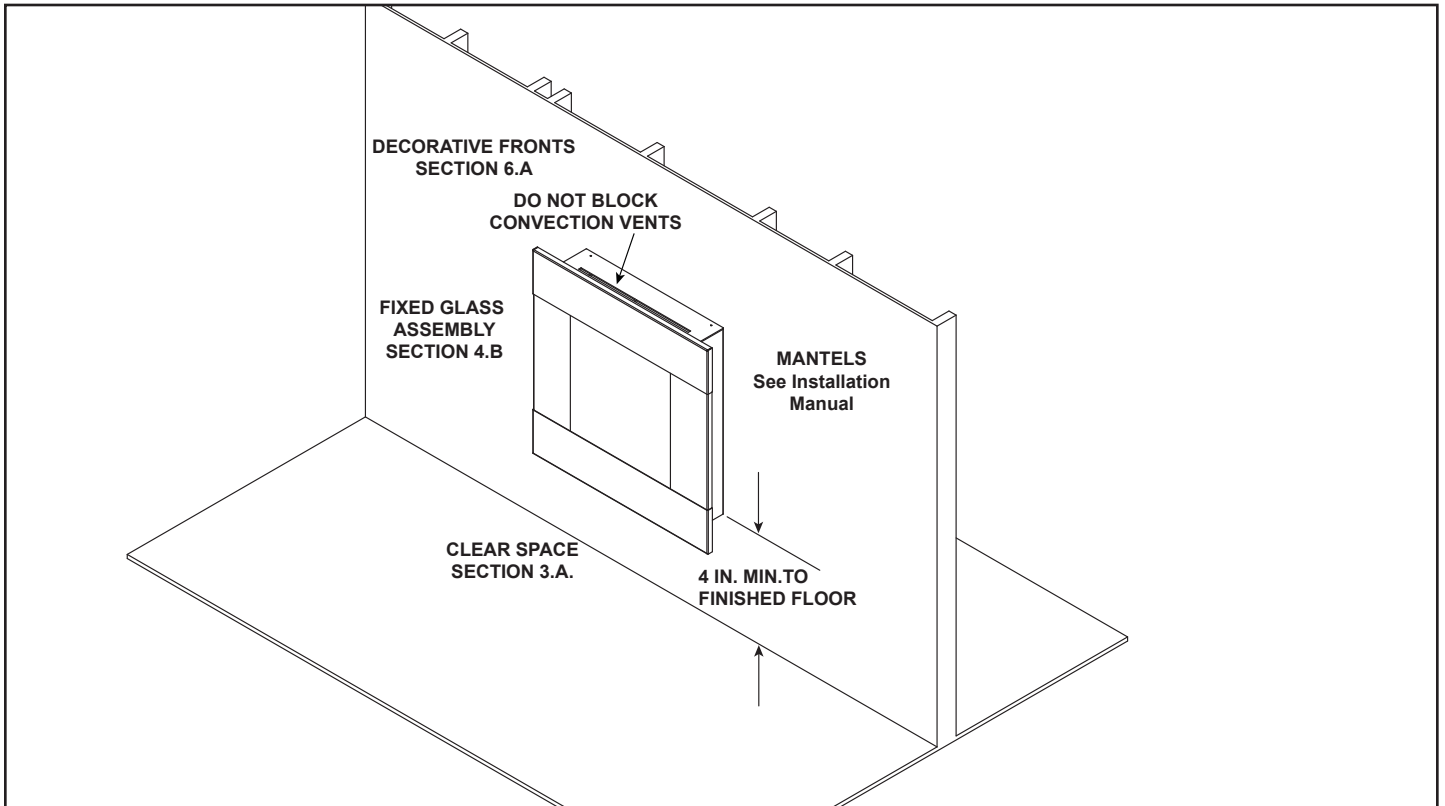 DECORATIVE FRONTS
SECTION 6.A
DO NOT BLOCK
CONVECTION VENTS
FIXED GLASS
ASSEMBLY
SECTION 4.B
MANTELS
See Installation
Manual
CLEAR SPACE
SECTION 3.A.
4 IN. MIN.TO
FINISHED FLOOR